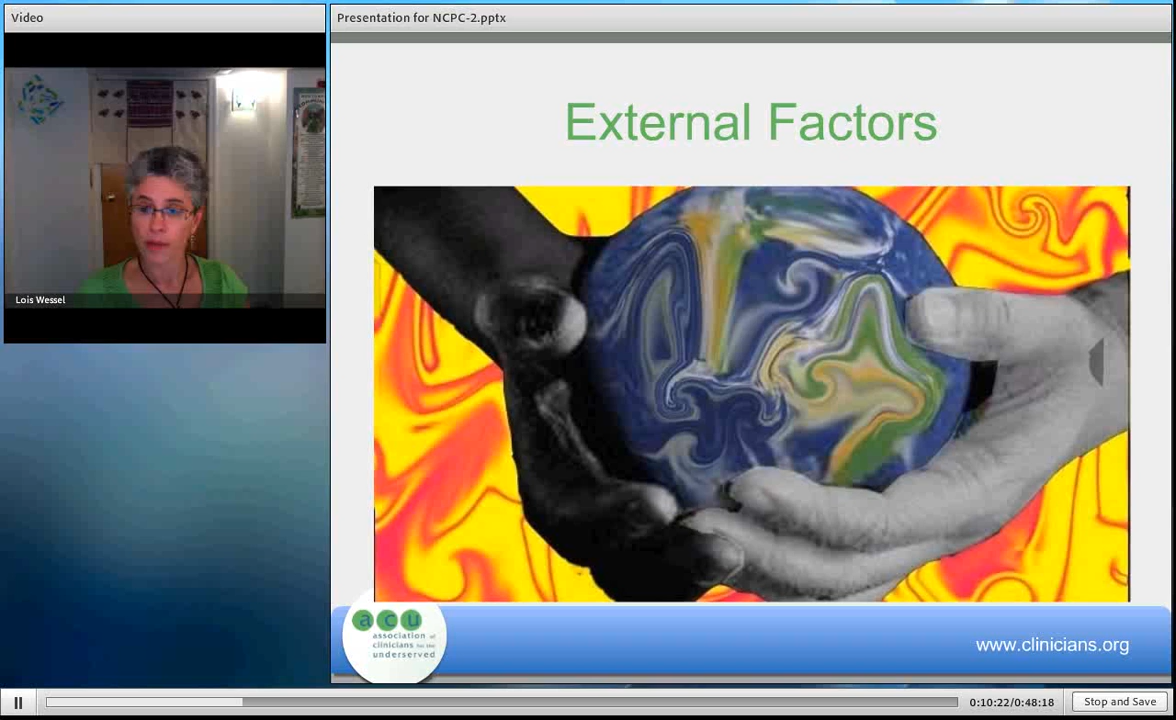 Video
Lois Wessel
Presentation for NCPC-2.pptx
External Factors
acu
association of
clinicians for the
underserved
www.clinicians.org
0:10:22/0:48:18
Stop and Save